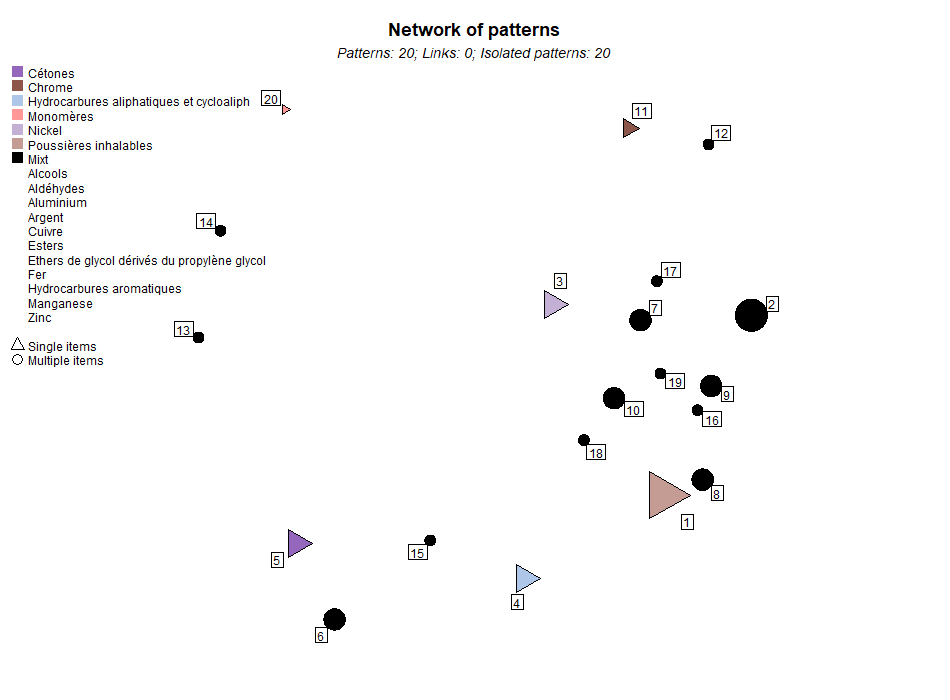 Network of patterns
Patterns: 20; Links: 0; Isolated patterns: 20
Cétones
Chrome
Hydrocarbures aliphatiques et cycloaliph
Monomères
Nickel
Poussières inhalables
Mixt
Alcools
Aldéhydes
Aluminium
Argent
Cuivre
Esters
Ethers de glycol dérivés du propylène glycol
Fer
Hydrocarbures aromatiques
Manganese
Zinc
Single items
Multiple items
20
11
12
14
17
3
2
7
13
19
9
10
16
18
8
1
15
5
4
6